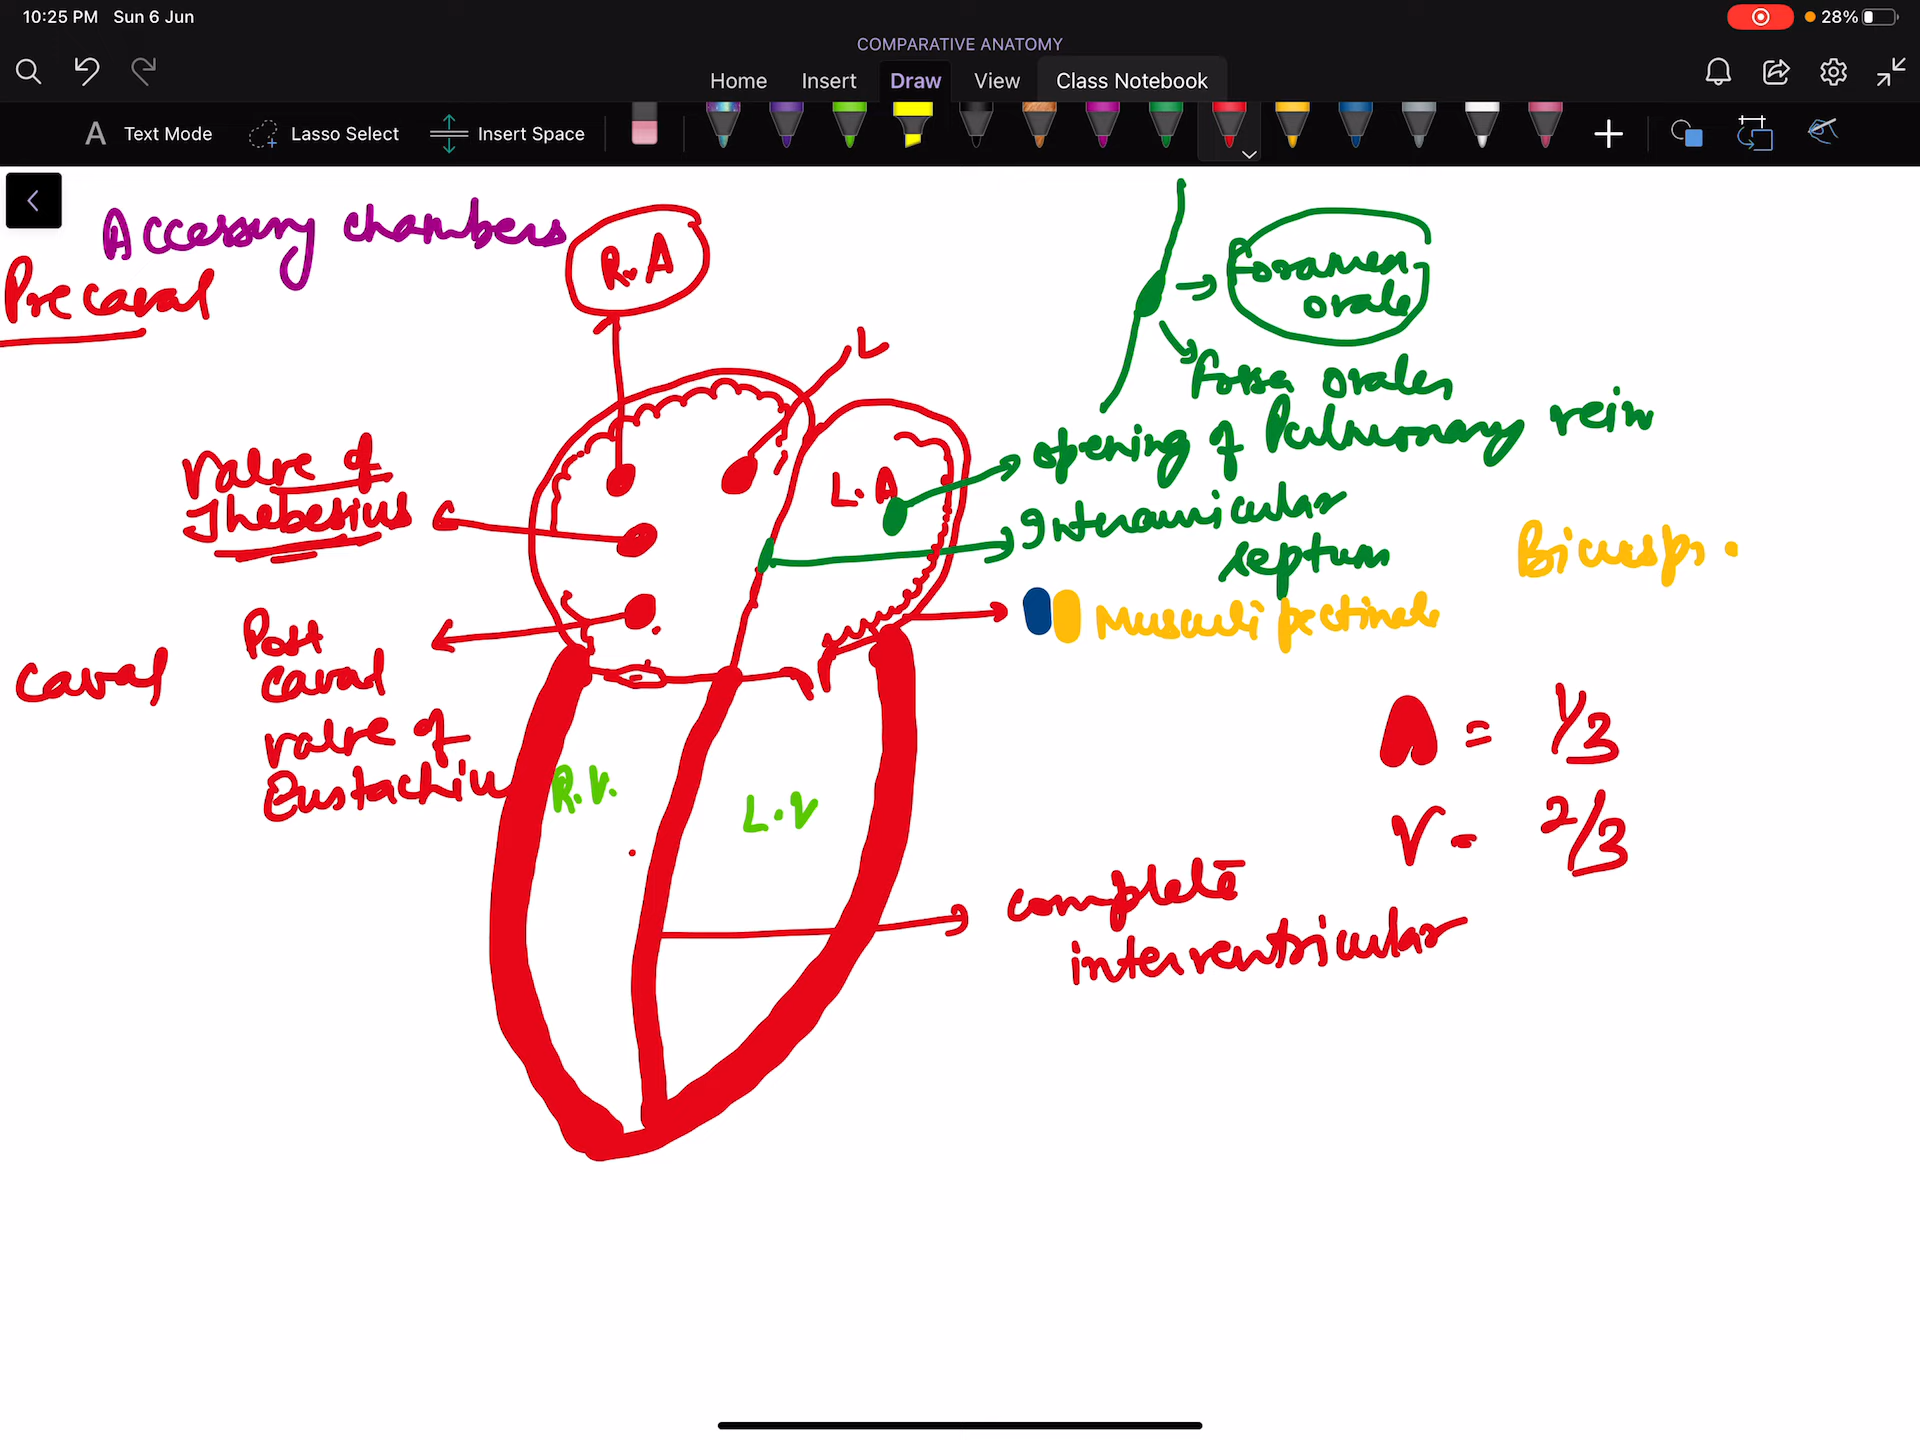 10:25 PM Sun 6 Jun
28%
COMPARATIVE ANATOMY
Home Insert Draw View Class Notebook
Text Mode Lasso Select Insert Space
Accessory chambers
Precaval
R.A
L
Foramen
ovale
fossa ovales
opening of Pulmonary vein
L.A
valve of
Thebesius
Interauricular
septum
Bicuspi
Musculi pectinate
Post
caval
caval
valve of
Eustachiu
R.V.
L.V
A = 1/3
V = 2/3
complete
interventricular